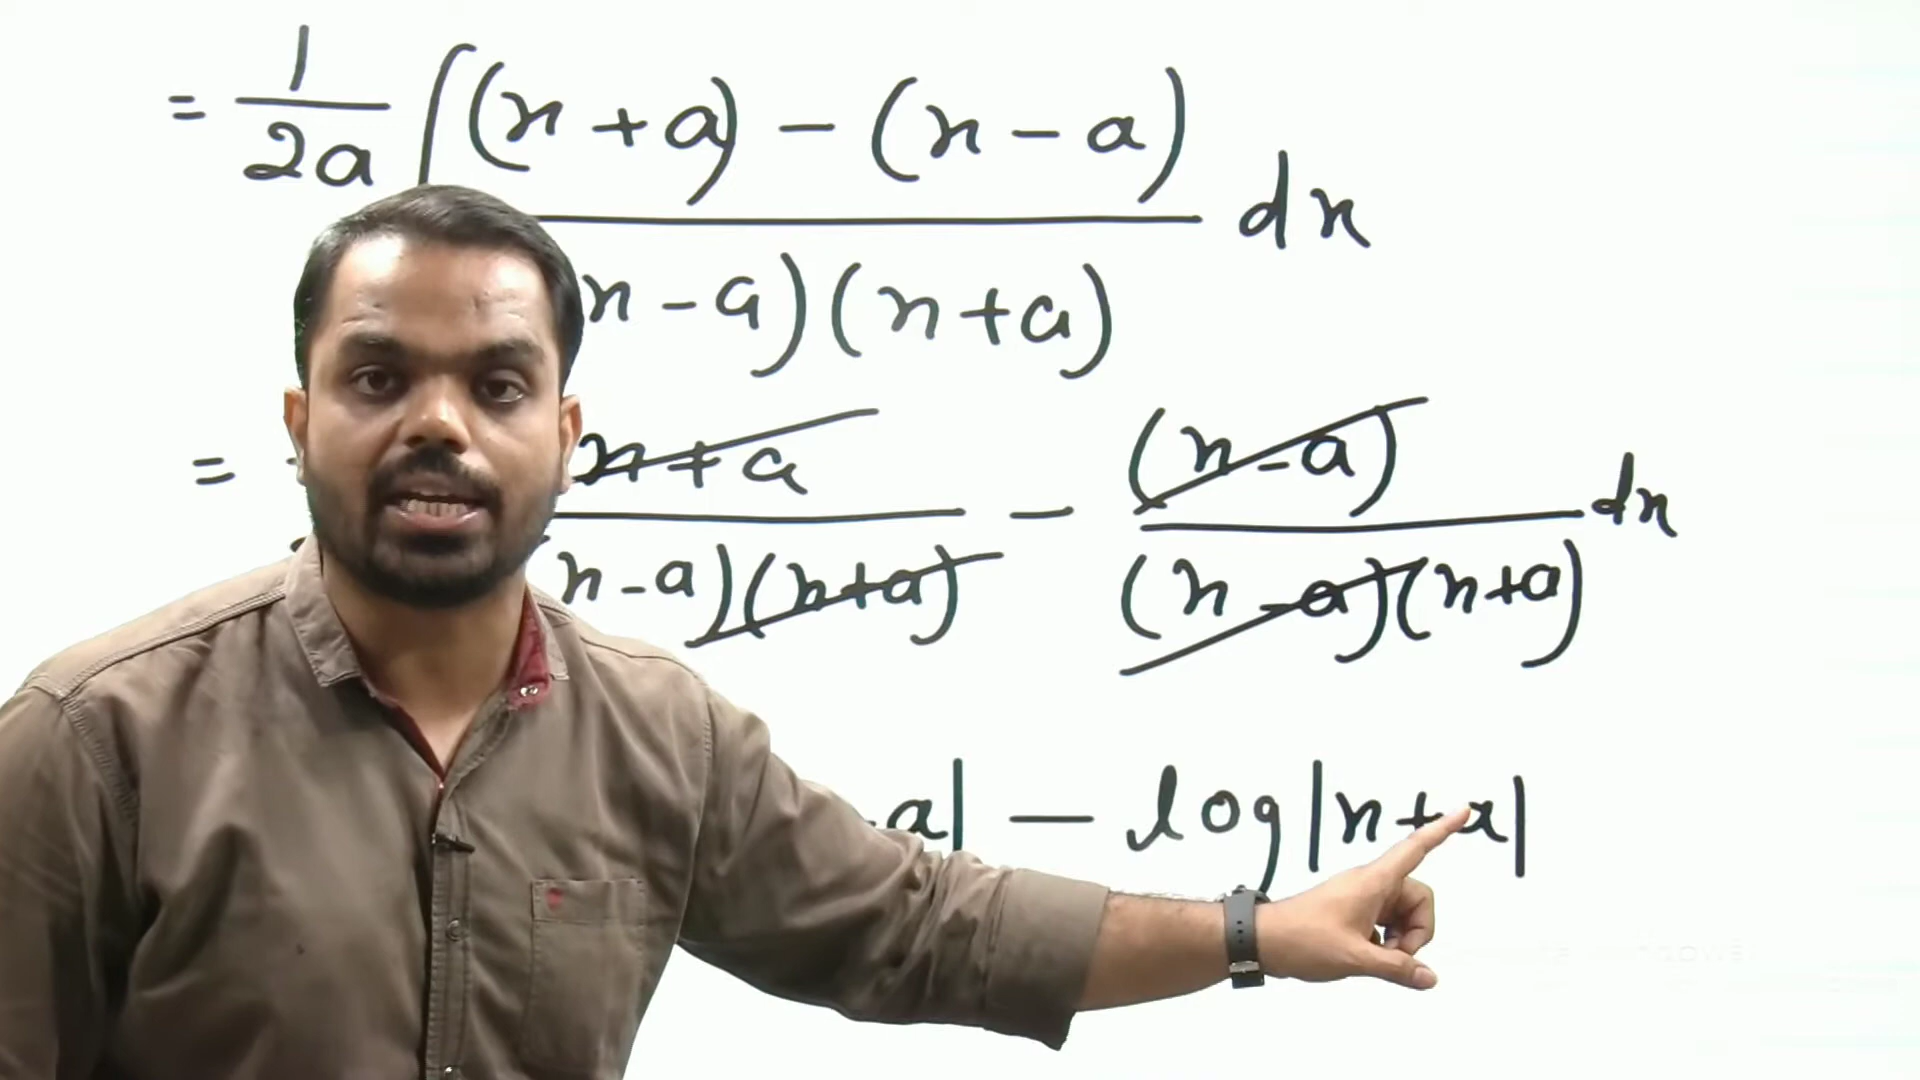 = 1/2a ∫ (x + a) - (x - a)
x - a)(x + a) dx
= x + a - (x - a) dx
x - a)(x + a) (x - a)(x + a)
a| - log|x + a|